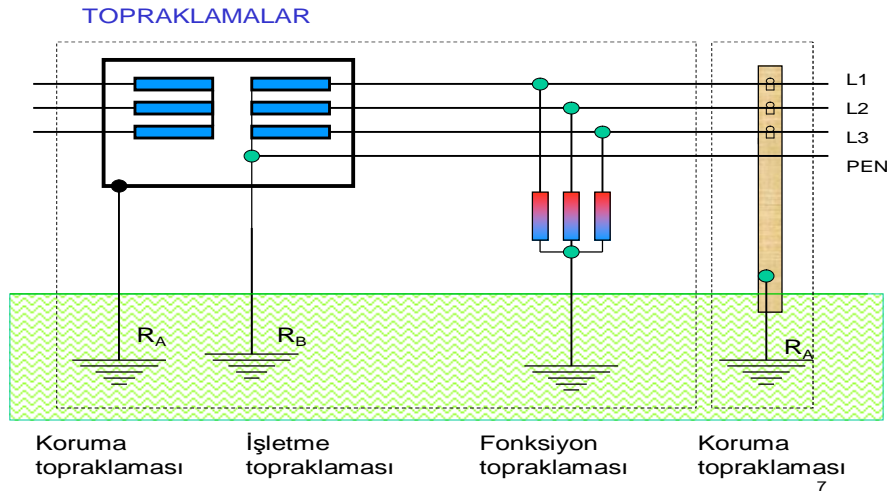 TOPRAKLAMALAR
L1
L2
L3
PEN
RA
RB
RA
Koruma
topraklaması
İşletme
topraklaması
Fonksiyon
topraklaması
Koruma
topraklaması
7